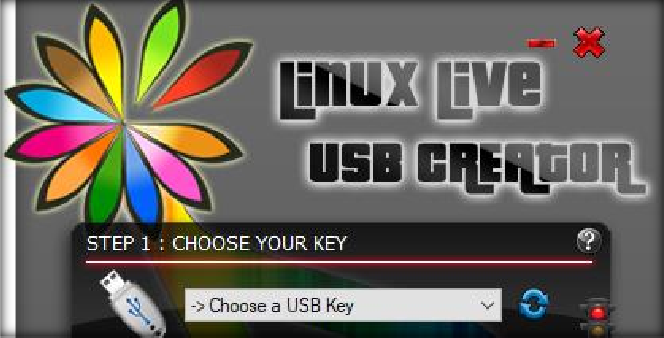 Linux Live
USB CREATOR
STEP 1 : CHOOSE YOUR KEY
?
-> Choose a USB Key